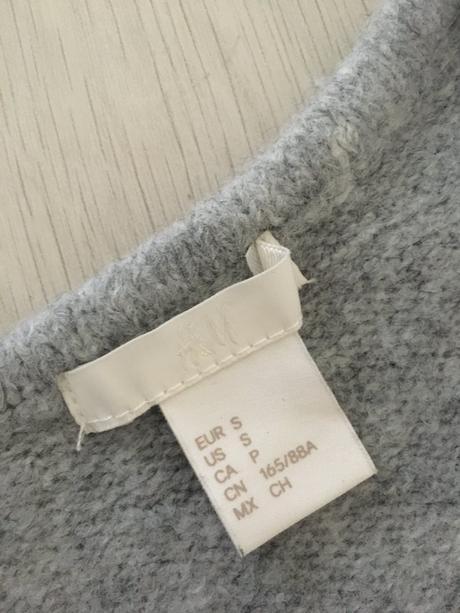 H&M
EUR S
US S
CA P
CN 165/88A
MX CH